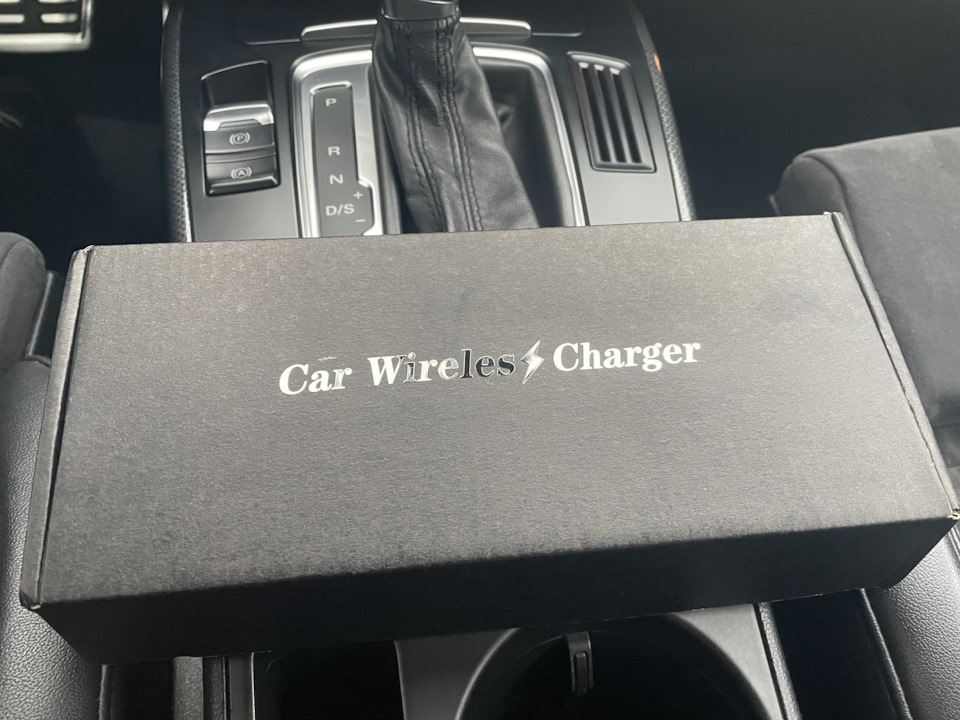 P
R
N
D/S
+
−
(P)
(A)
Car Wireles⚡Charger